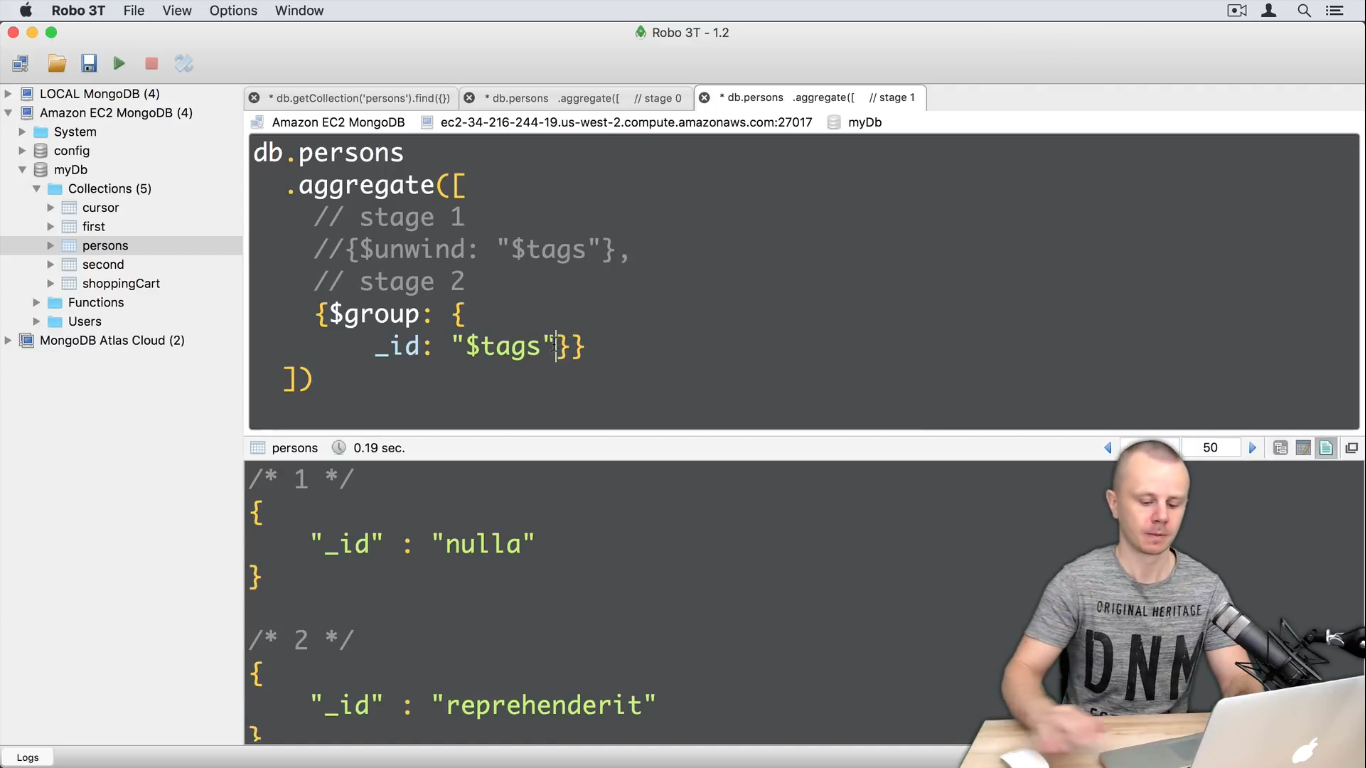 Robo 3T File View Options Window
Robo 3T - 1.2
LOCAL MongoDB (4)
Amazon EC2 MongoDB (4)
System
config
myDb
Collections (5)
cursor
first
persons
second
shoppingCart
Functions
Users
MongoDB Atlas Cloud (2)
* db.getCollection('persons').find({}) * db.persons .aggregate([ // stage 0 * db.persons .aggregate([ // stage 1
Amazon EC2 MongoDB ec2-34-216-244-19.us-west-2.compute.amazonaws.com:27017 myDb
db.persons
.aggregate([
// stage 1
//{$unwind: "$tags"},
// stage 2
{$group: {
_id: "$tags"}}
])
persons 0.19 sec. 50
/* 1 */
{
"_id" : "nulla"
}
/* 2 */
{
"_id" : "reprehenderit"
}
ORIGINAL HERITAGE
DNM
Logs